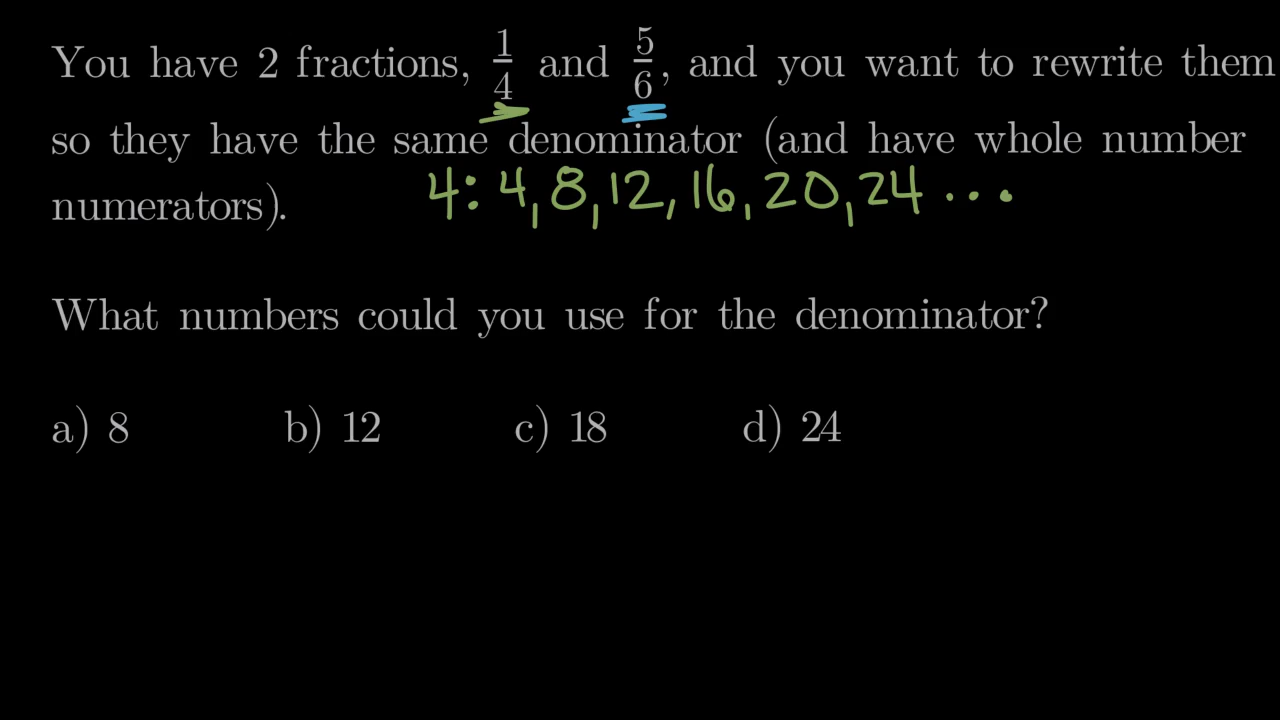 You have 2 fractions, 1/4 and 5/6, and you want to rewrite them
so they have the same denominator (and have whole number
numerators).
4: 4, 8, 12, 16, 20, 24 ...
What numbers could you use for the denominator?
a) 8 b) 12 c) 18 d) 24